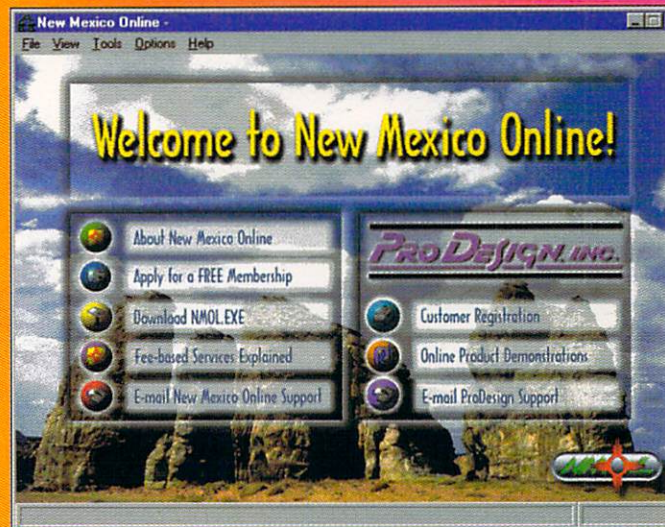 New Mexico Online -
File View Tools Options Help
Welcome to New Mexico Online!
About New Mexico Online
Apply for a FREE Membership
Download NMOL.EXE
Fee-based Services Explained
E-mail New Mexico Online Support
PRODESIGN, INC.
Customer Registration
Online Product Demonstrations
E-mail ProDesign Support